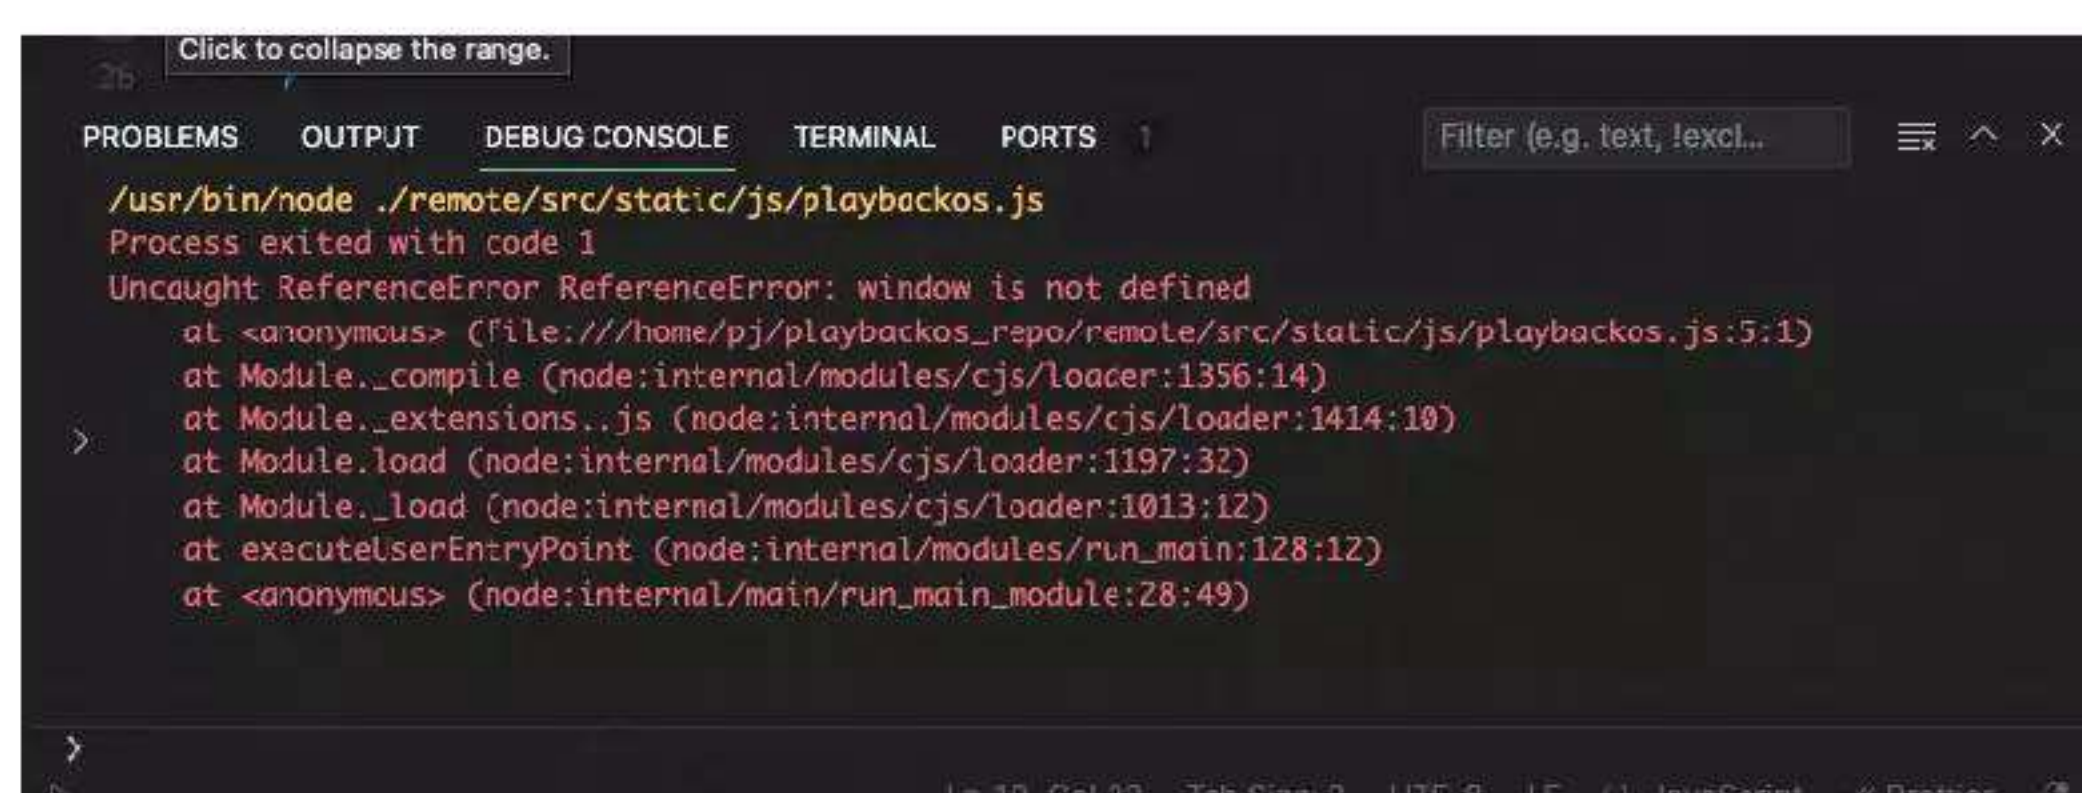 Click to collapse the range.
26
PROBLEMS OUTPUT DEBUG CONSOLE TERMINAL PORTS 1 Filter (e.g. text, !excl...
/usr/bin/node ./remote/src/static/js/playbackos.js
Process exited with code 1
Uncaught ReferenceError ReferenceError: window is not defined
at <anonymous> (file:///home/pj/playbackos_repo/remote/src/static/js/playbackos.js:5:1)
at Module._compile (node:internal/modules/cjs/loader:1356:14)
at Module._extensions..js (node:internal/modules/cjs/loader:1414:10)
at Module.load (node:internal/modules/cjs/loader:1197:32)
at Module._load (node:internal/modules/cjs/loader:1013:12)
at executeUserEntryPoint (node:internal/modules/run_main:128:12)
at <anonymous> (node:internal/main/run_main_module:28:49)